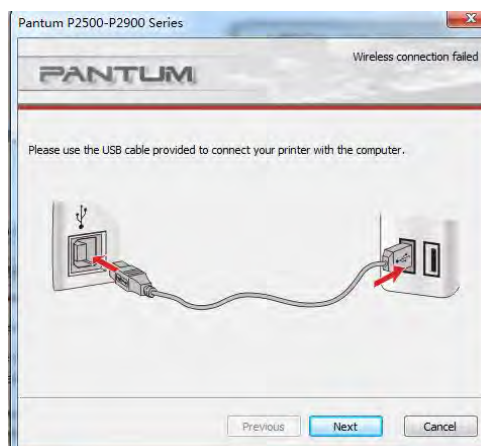 Pantum P2500-P2900 Series
Wireless connection failed
PANTUM
Please use the USB cable provided to connect your printer with the computer.
Previous
Next
Cancel